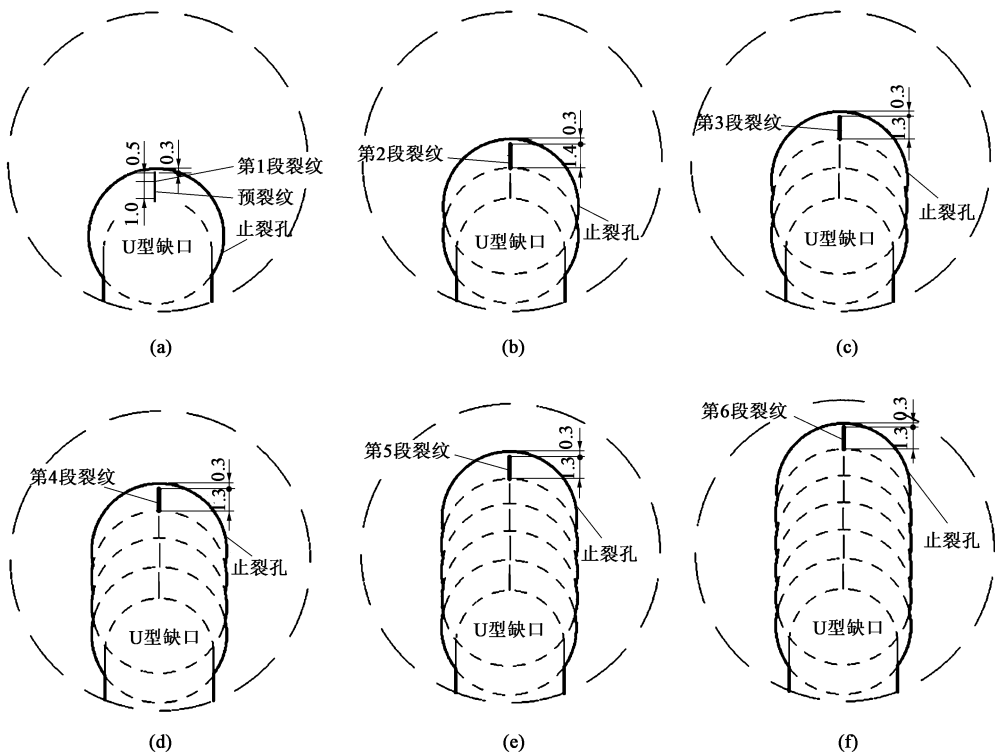 0.5
0.3
第1段裂纹
预裂纹
1.0
止裂孔
U型缺口
(a)
0.3
第2段裂纹
1.4
止裂孔
U型缺口
(b)
0.3
第3段裂纹
1.3
止裂孔
U型缺口
(c)
0.3
第4段裂纹
1.3
止裂孔
U型缺口
(d)
0.3
第5段裂纹
1.3
止裂孔
U型缺口
(e)
0.3
第6段裂纹
1.3
止裂孔
U型缺口
(f)